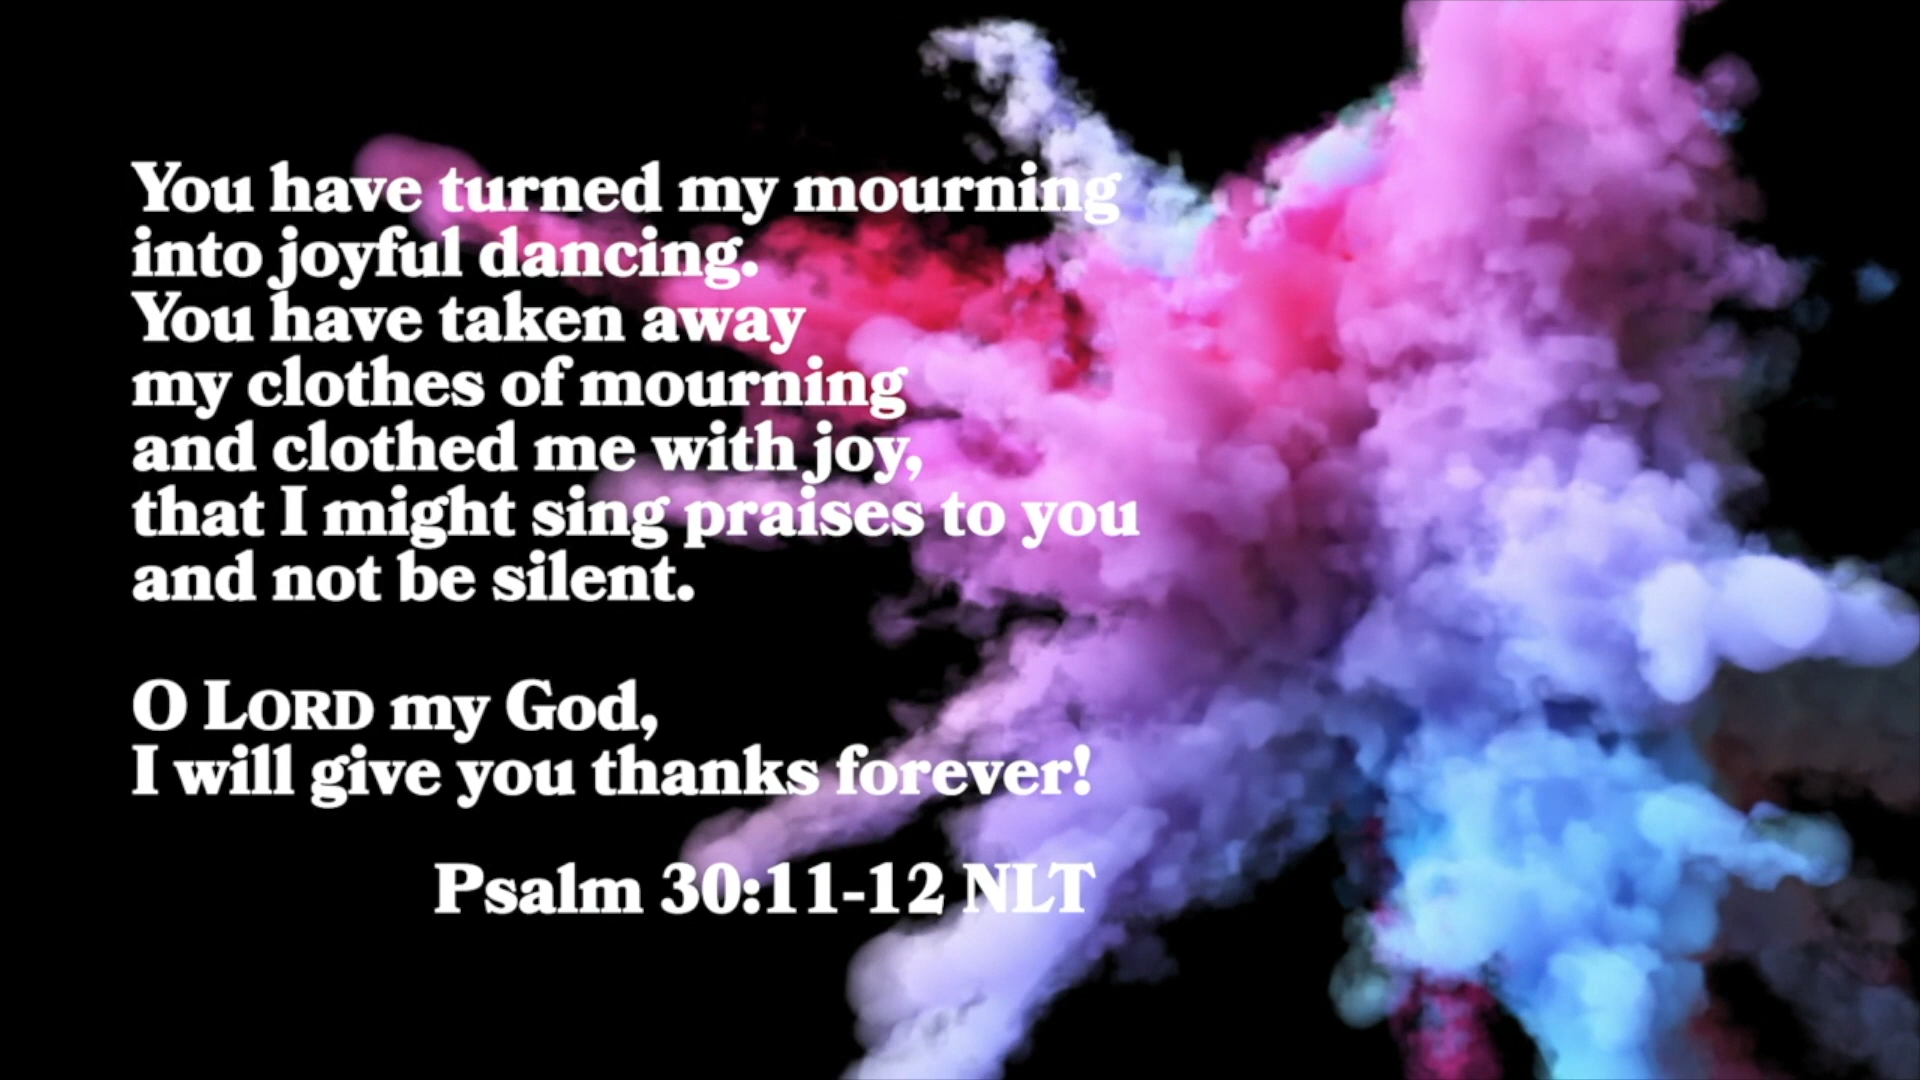 You have turned my mourning
into joyful dancing.
You have taken away
my clothes of mourning
and clothed me with joy,
that I might sing praises to you
and not be silent.
O LORD my God,
I will give you thanks forever!
Psalm 30:11-12 NLT